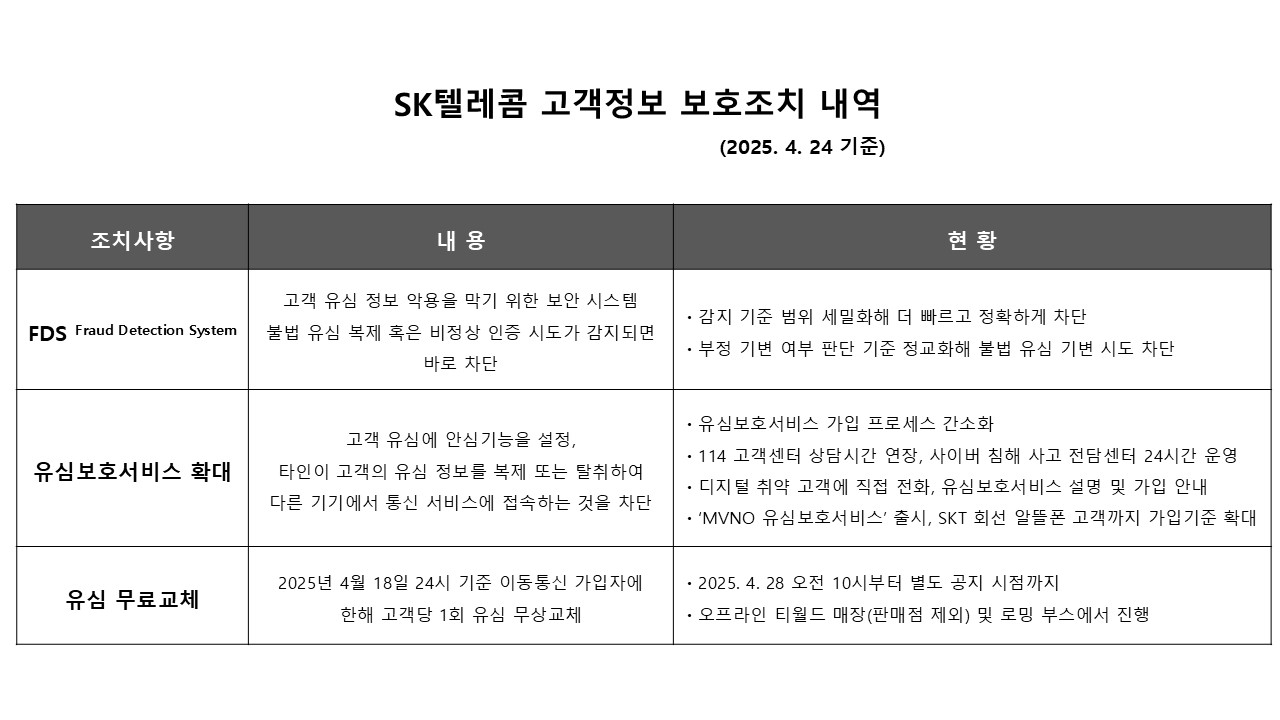 SK텔레콤 고객정보 보호조치 내역
(2025. 4. 24 기준)
조치사항
내 용
현 황
FDS Fraud Detection System
고객 유심 정보 악용을 막기 위한 보안 시스템
불법 유심 복제 혹은 비정상 인증 시도가 감지되면
바로 차단
• 감지 기준 범위 세밀화해 더 빠르고 정확하게 차단
• 부정 기변 여부 판단 기준 정교화해 불법 유심 기변 시도 차단
유심보호서비스 확대
고객 유심에 안심기능을 설정,
타인이 고객의 유심 정보를 복제 또는 탈취하여
다른 기기에서 통신 서비스에 접속하는 것을 차단
• 유심보호서비스 가입 프로세스 간소화
• 114 고객센터 상담시간 연장, 사이버 침해 사고 전담센터 24시간 운영
• 디지털 취약 고객에 직접 전화, 유심보호서비스 설명 및 가입 안내
• ‘MVNO 유심보호서비스’ 출시, SKT 회선 알뜰폰 고객까지 가입기준 확대
유심 무료교체
2025년 4월 18일 24시 기준 이동통신 가입자에
한해 고객당 1회 유심 무상교체
• 2025. 4. 28 오전 10시부터 별도 공지 시점까지
• 오프라인 티월드 매장(판매점 제외) 및 로밍 부스에서 진행